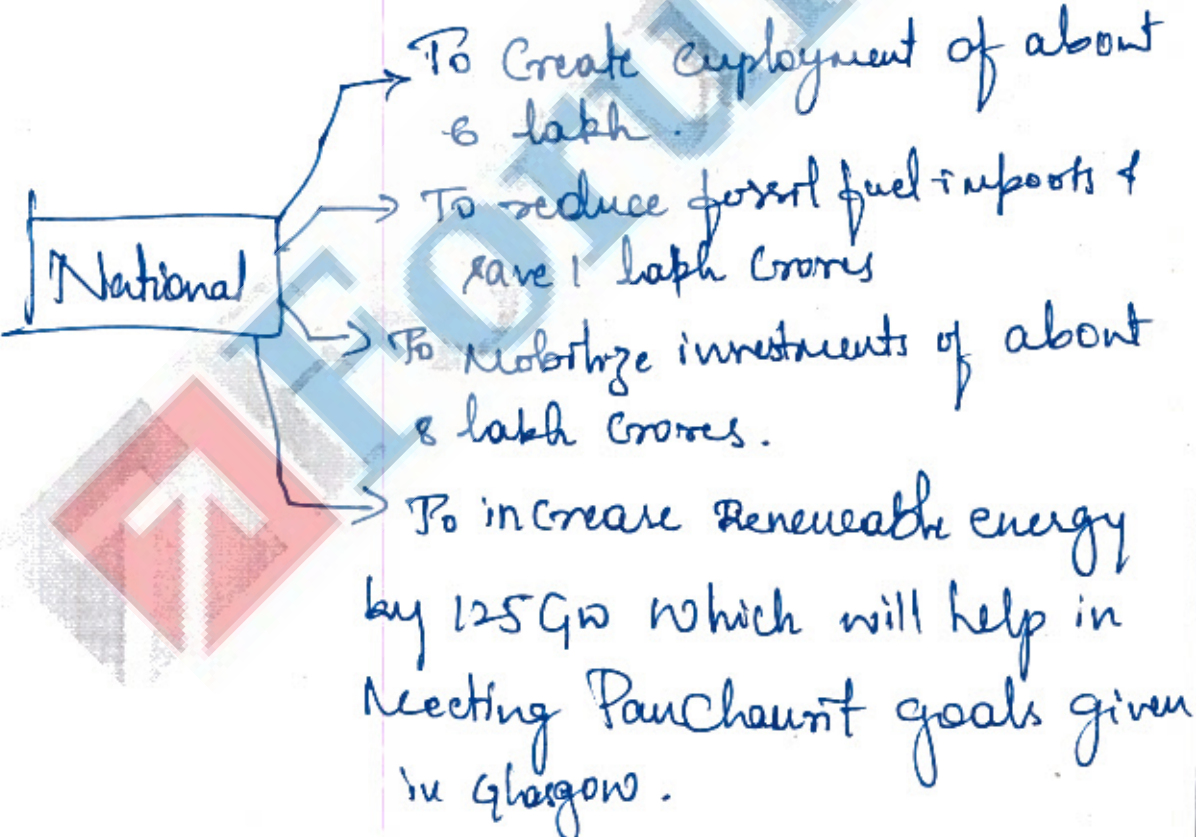 To Create employment of about
6 lakh.
To reduce fossil fuel imports &
save 1 lakh Crores
National
To Mobilize investments of about
8 lakh Crores.
To increase Renewable energy
by 125 GW which will help in
Meeting Panchamrit goals given
in Glasgow.
Forum